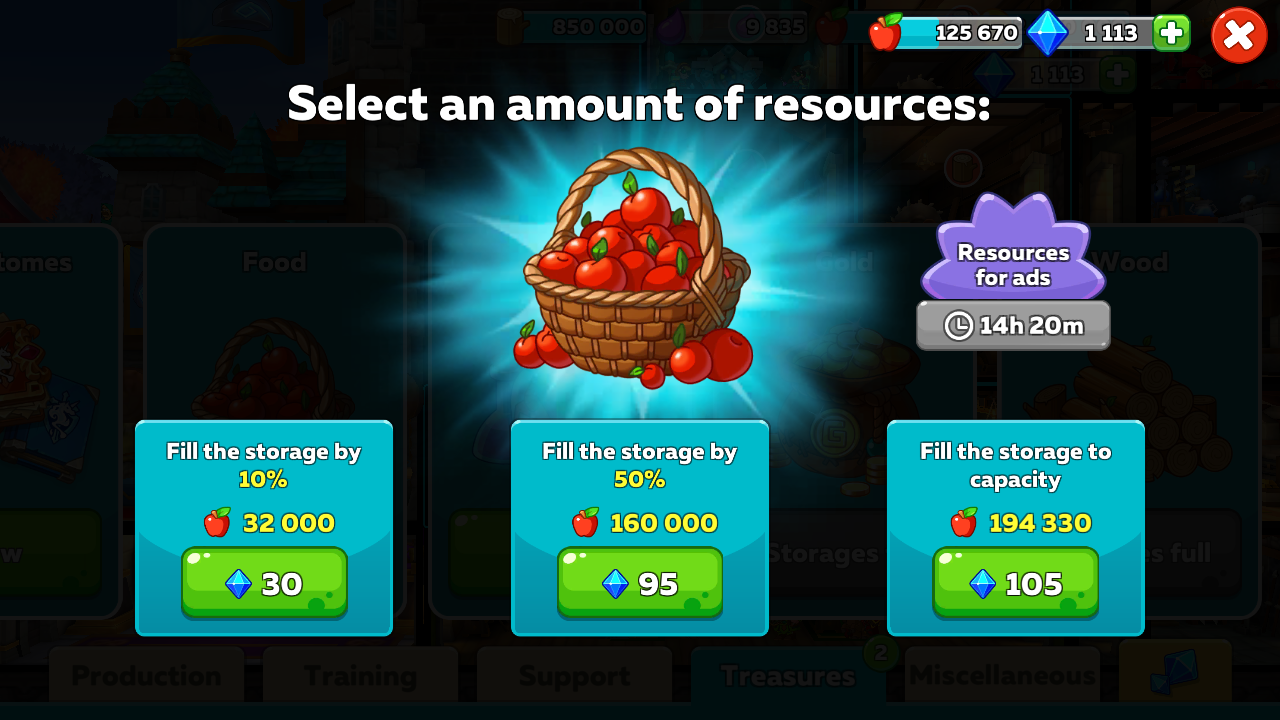 850 000
9 835
125 670
1 113
1 113
Select an amount of resources:
Resources
for ads
14h 20m
Food
Wood
Fill the storage by
10%
32 000
30
Fill the storage by
50%
160 000
95
Fill the storage to
capacity
194 330
105
Storages
full
Production
Training
Support
Treasures
2
Miscellaneous